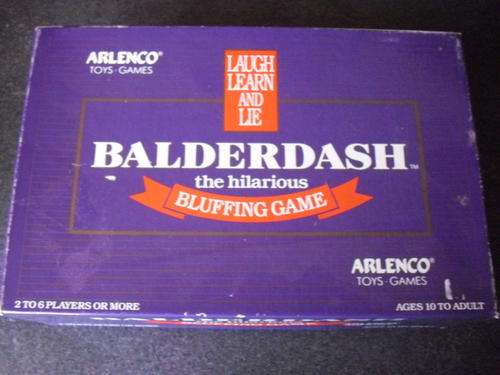 ARLENCO®
TOYS · GAMES
LAUGH
LEARN
AND
LIE
BALDERDASH™
the hilarious
BLUFFING GAME
ARLENCO®
TOYS · GAMES
2 TO 6 PLAYERS OR MORE
AGES 10 TO ADULT